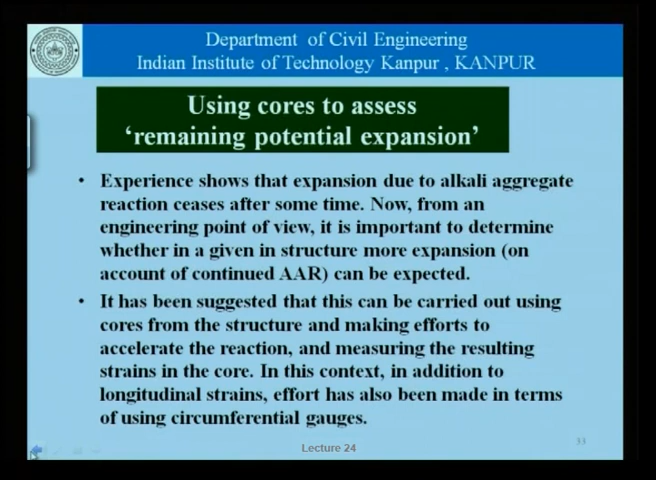 Department of Civil Engineering
Indian Institute of Technology Kanpur , KANPUR
Using cores to assess
‘remaining potential expansion’
• Experience shows that expansion due to alkali aggregate
reaction ceases after some time. Now, from an
engineering point of view, it is important to determine
whether in a given in structure more expansion (on
account of continued AAR) can be expected.
• It has been suggested that this can be carried out using
cores from the structure and making efforts to
accelerate the reaction, and measuring the resulting
strains in the core. In this context, in addition to
longitudinal strains, effort has also been made in terms
of using circumferential gauges.
Lecture 24
33